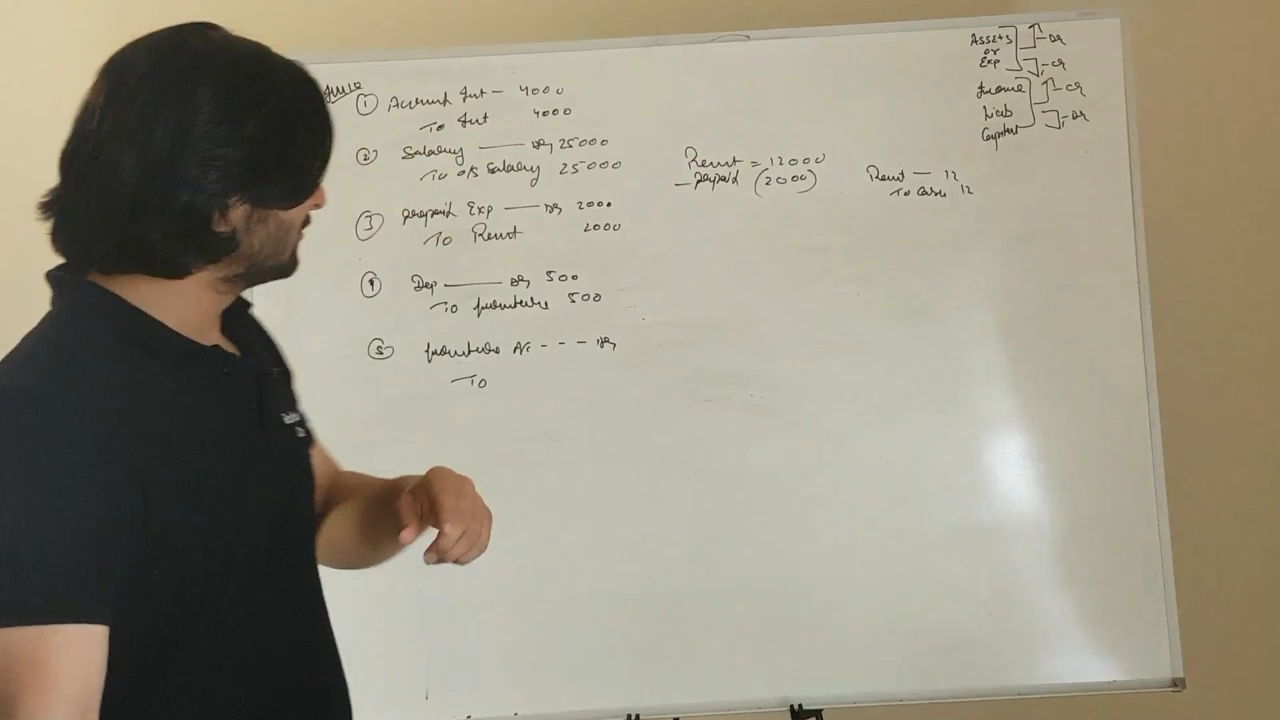 ① Accrued Int – 4000
To Int 4000
② Salary —— Dr 25000
To o/s Salary 25000
③ prepaid Exp —— Dr 2000
To Rent 2000
④ Dep ——— Dr 500
To furniture 500
⑤ furniture A/c - - - Dr
To
Rent = 12000
– prepaid (2000)
Rent — 12
To Cash 12
Assets
or
Exp
– Dr
– Cr
Income
Liab
Capital
– Cr
– Dr